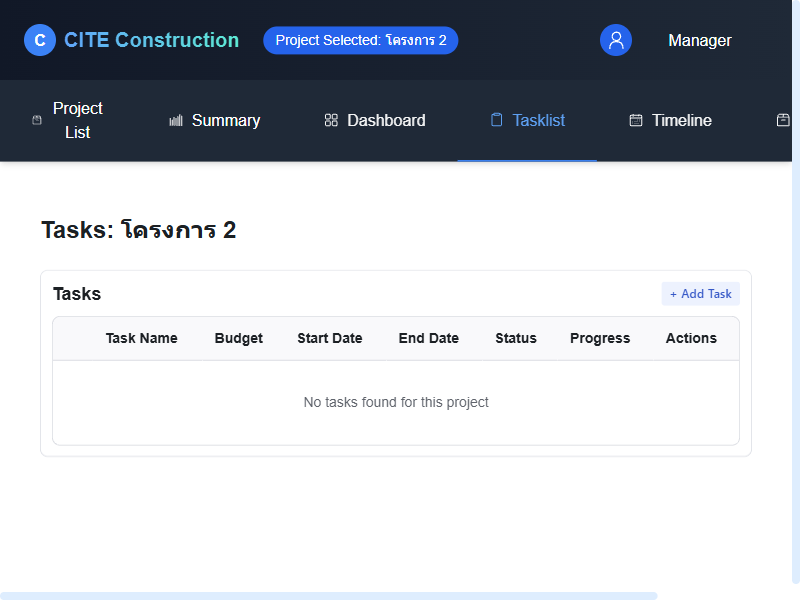 C CITE Construction
Project Selected: โครงการ 2
Manager
Project
List
Summary
Dashboard
Tasklist
Timeline
Tasks: โครงการ 2
Tasks
+ Add Task
Task Name Budget Start Date End Date Status Progress Actions
No tasks found for this project